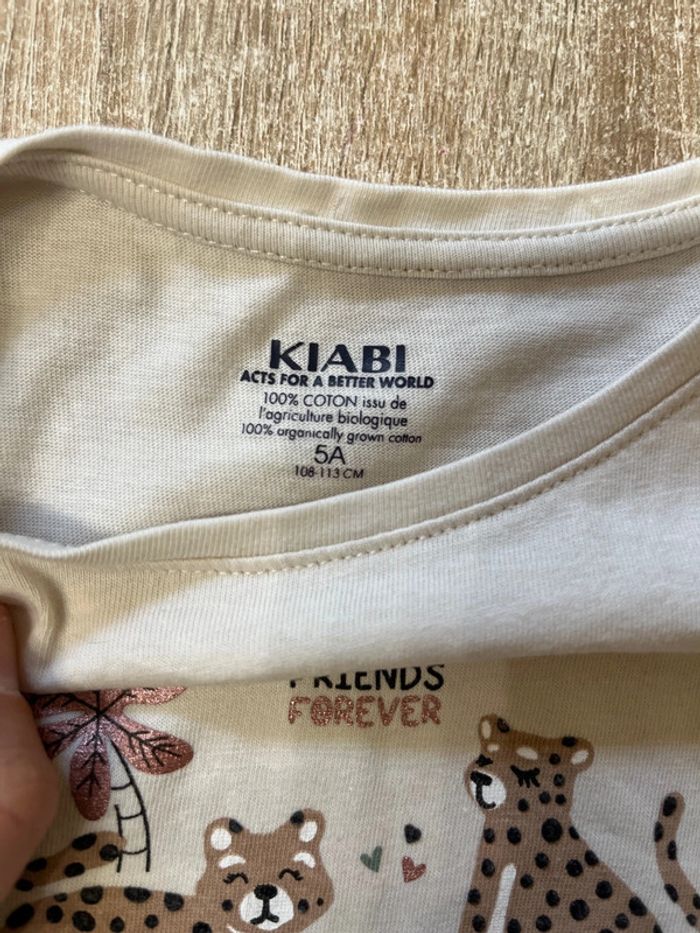 KIABI
ACTS FOR A BETTER WORLD
100% COTON issu de
l'agriculture biologique
100% organically grown cotton
5A
108-113 CM
FRIENDS
FOREVER